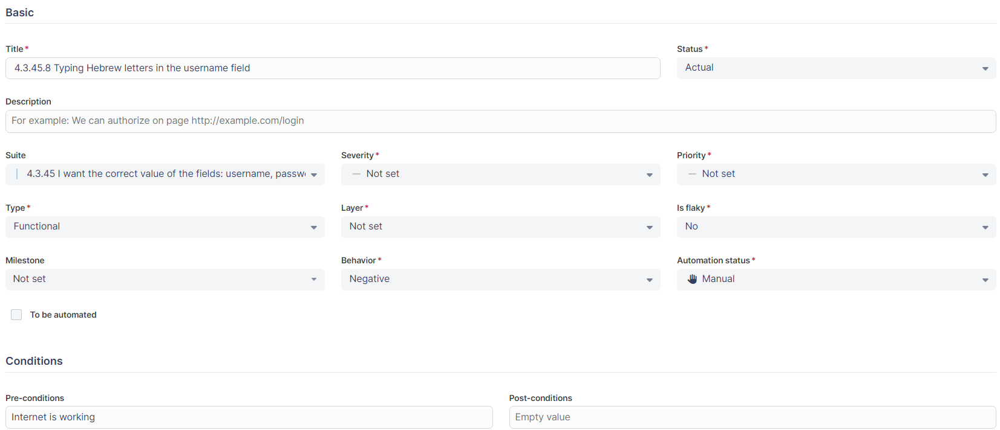 Basic
Title *
Status *
4.3.45.8 Typing Hebrew letters in the username field
Actual
Description
For example: We can authorize on page http://example.com/login
Suite
Severity *
Priority *
4.3.45 I want the correct value of the fields: username, passw
Not set
Not set
Type *
Layer *
Is flaky *
Functional
Not set
No
Milestone
Behavior *
Automation status *
Not set
Negative
Manual
To be automated
Conditions
Pre-conditions
Post-conditions
Internet is working
Empty value